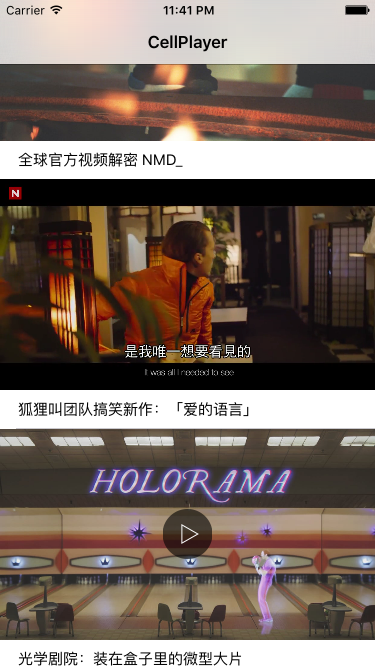 Carrier 11:41 PM
CellPlayer
全球官方视频解密 NMD_
N
是我唯一想要看見的
It was all I needed to see
狐狸叫团队搞笑新作：「爱的语言」
HOLORAMA
光学剧院：装在盒子里的微型大片